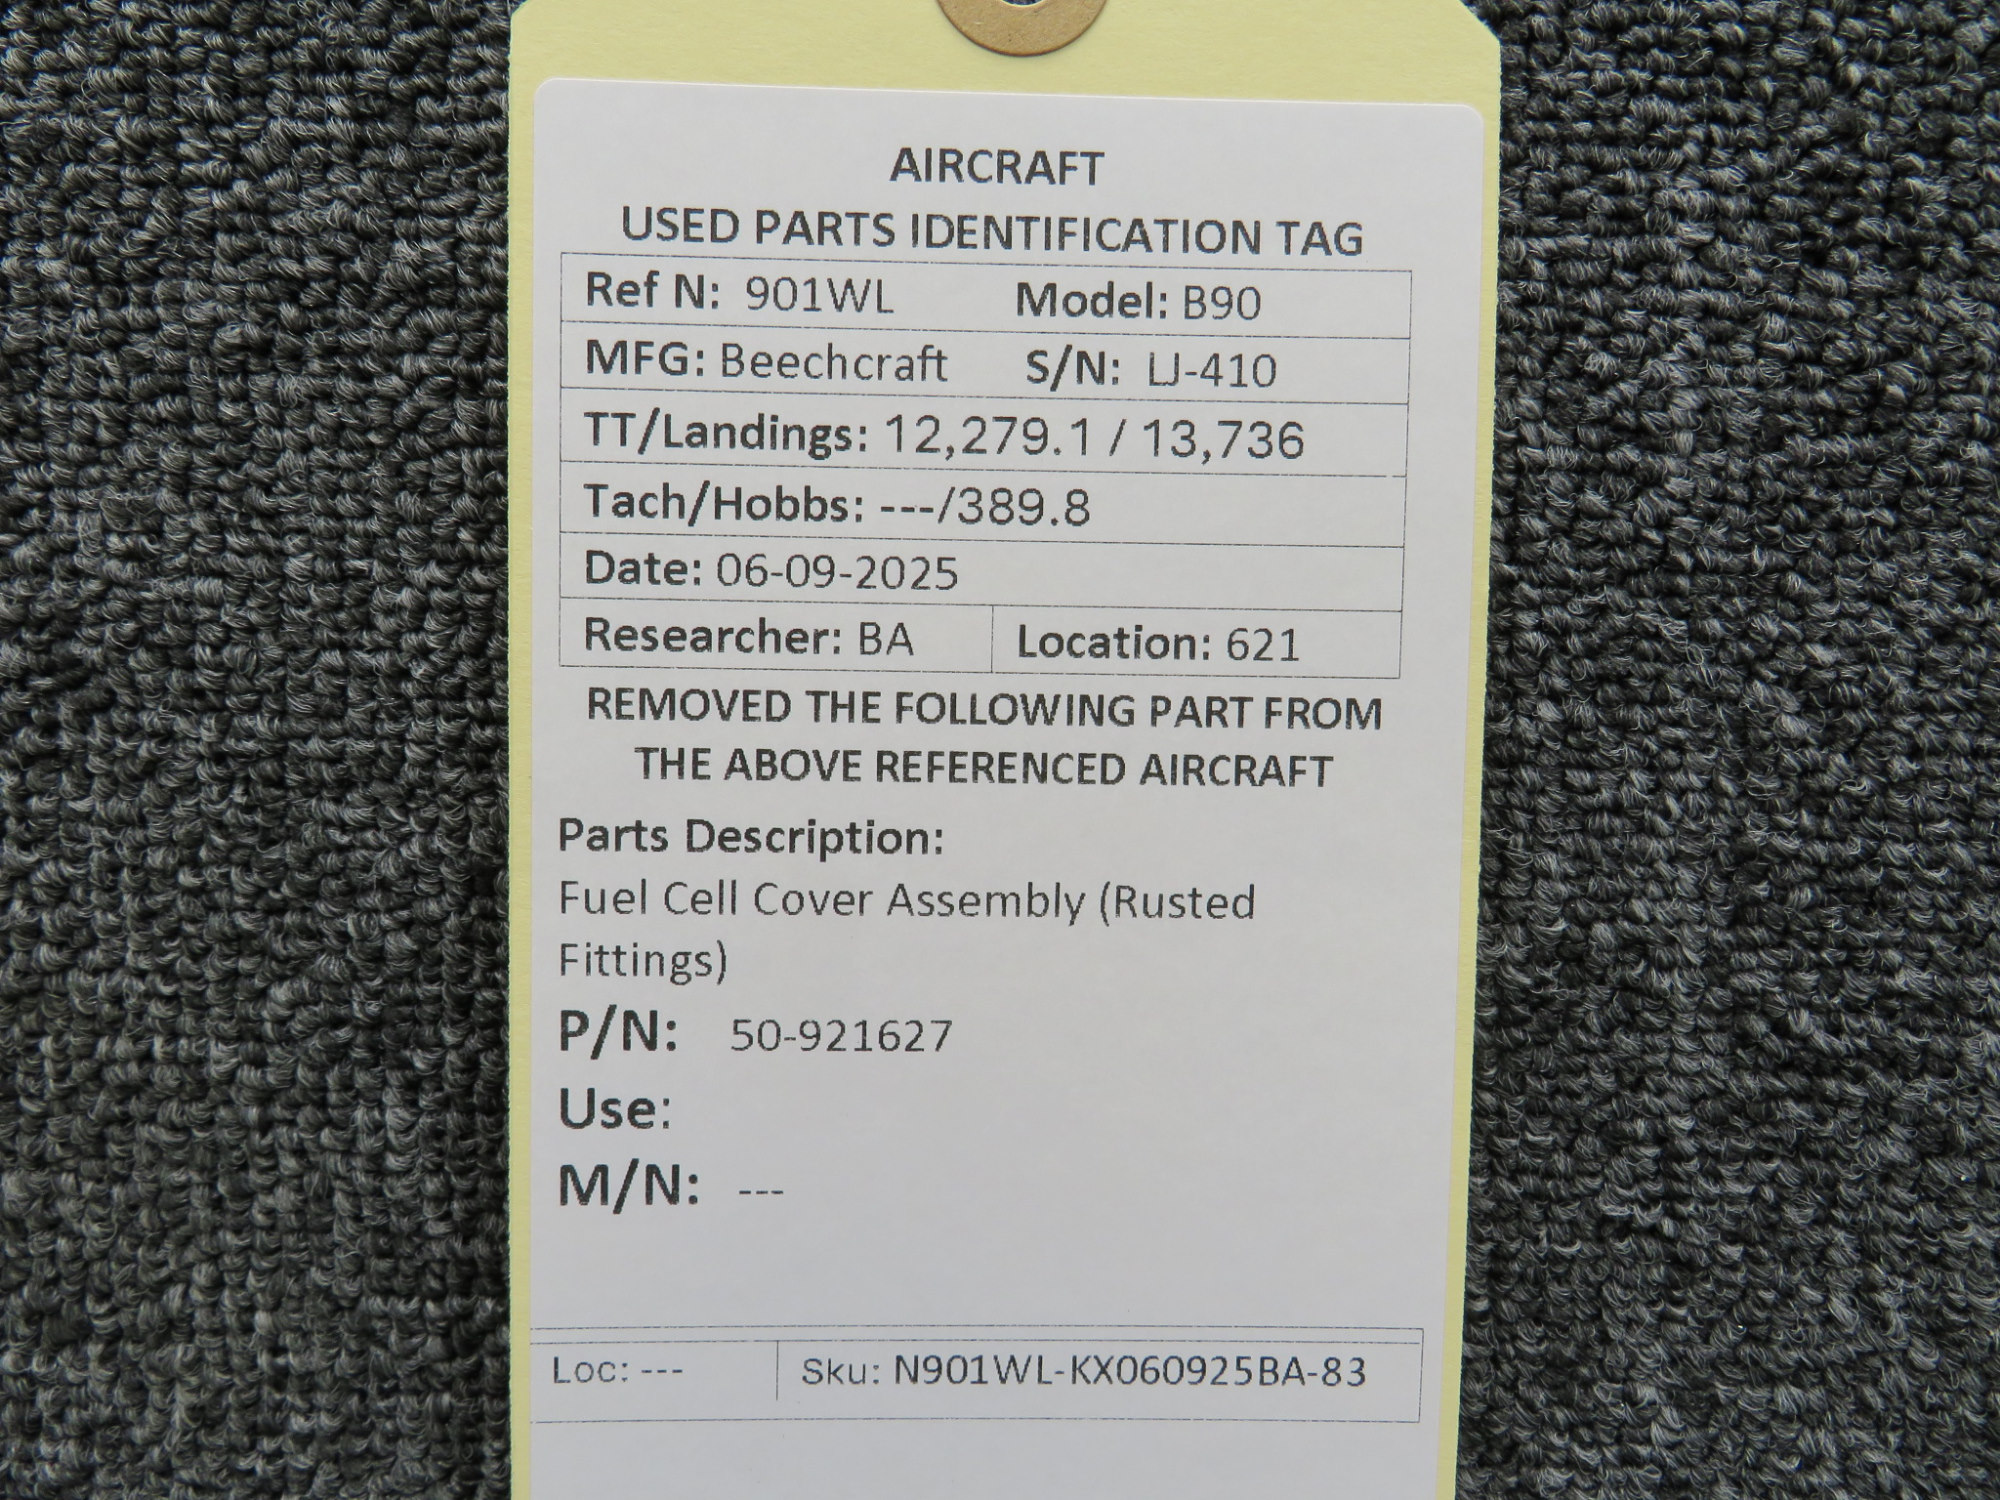 AIRCRAFT
USED PARTS IDENTIFICATION TAG
Ref N: 901WL Model: B90
MFG: Beechcraft S/N: LJ-410
TT/Landings: 12,279.1 / 13,736
Tach/Hobbs: ---/389.8
Date: 06-09-2025
Researcher: BA Location: 621
REMOVED THE FOLLOWING PART FROM
THE ABOVE REFERENCED AIRCRAFT
Parts Description:
Fuel Cell Cover Assembly (Rusted
Fittings)
P/N: 50-921627
Use:
M/N: ---
Loc: --- Sku: N901WL-KX060925BA-83